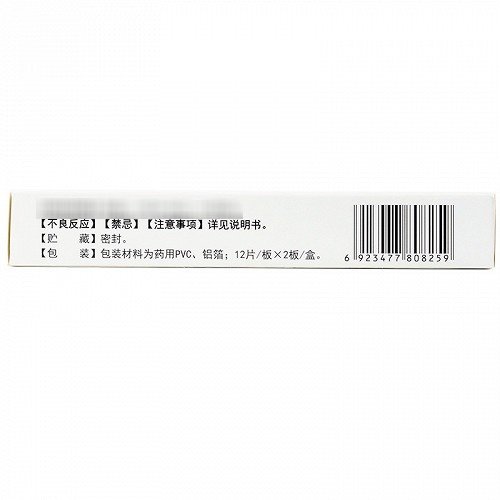 【不良反应】【禁忌】【注意事项】详见说明书。
【贮　　藏】密封。
【包　　装】包装材料为药用PVC、铝箔；12片/板×2板/盒。
6 923477 808259